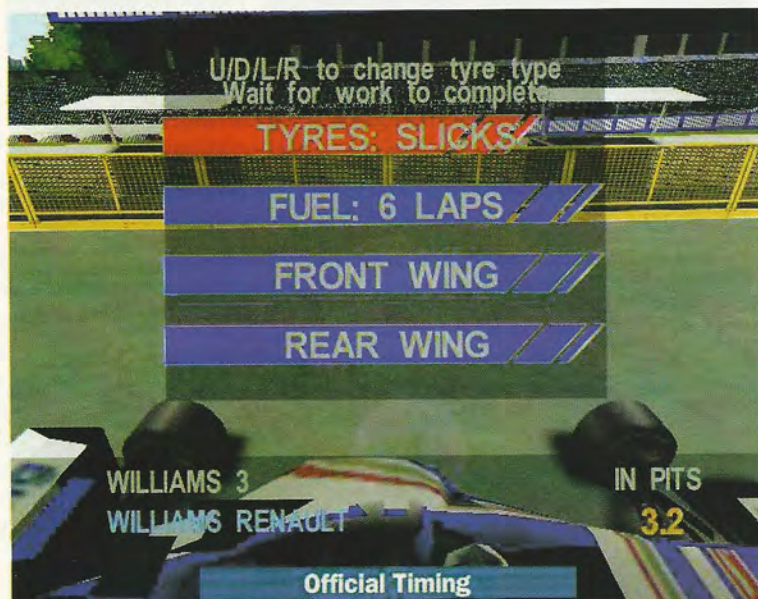 U/D/L/R to change tyre type
Wait for work to complete
TYRES: SLICKS
FUEL: 6 LAPS
FRONT WING
REAR WING
WILLIAMS 3 IN PITS
WILLIAMS RENAULT 3.2
Official Timing